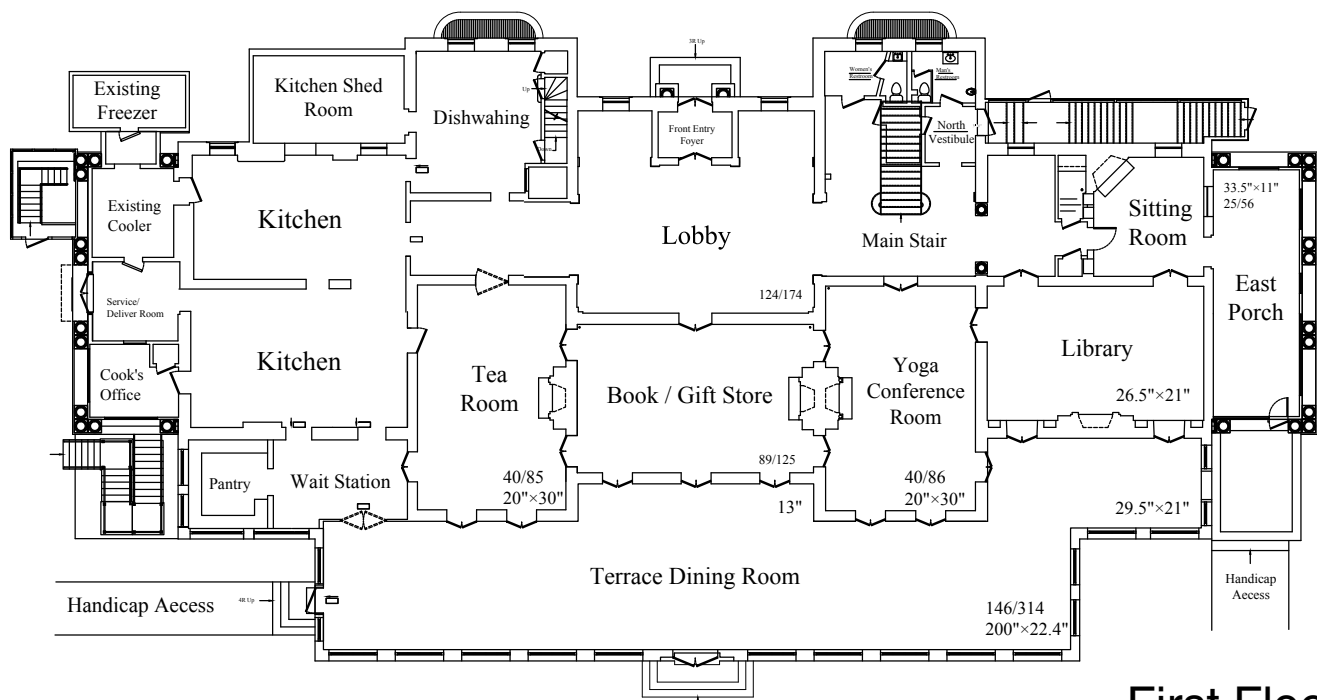 3R Up
Existing
Freezer
Kitchen Shed
Room
Dishwahing
Up
Down
Women's
Restroom
Man's
Restroom
Front Entry
Foyer
North
Vestibule
Existing
Cooler
Kitchen
Lobby
Main Stair
Sitting
Room
33.5"×11"
25/56
East
Porch
Service/
Deliver Room
124/174
Kitchen
Cook's
Office
Tea
Room
Book / Gift Store
Yoga
Conference
Room
Library
26.5"×21"
Pantry
Wait Station
40/85
20"×30"
89/125
13"
40/86
20"×30"
29.5"×21"
Terrace Dining Room
Handicap Aecess
4R Up
146/314
200"×22.4"
Handicap
Aecess